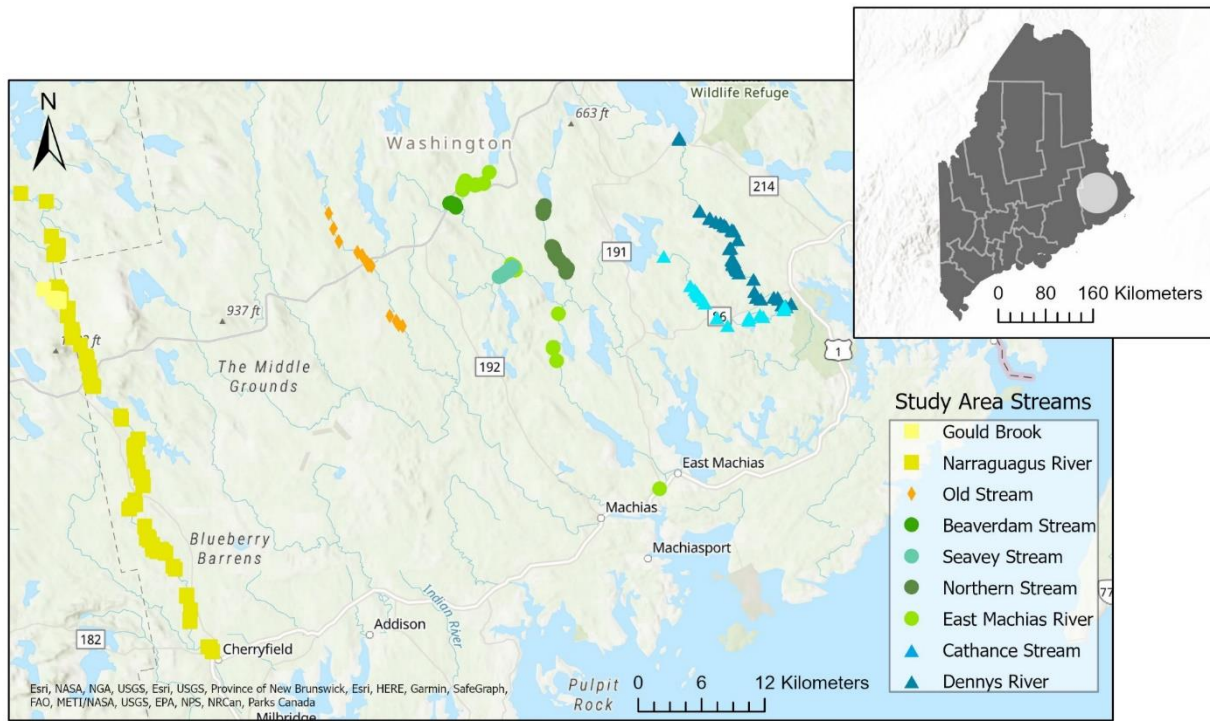 N
Wildlife Refuge
663 ft
Washington
214
191
937 ft
86
The Middle
Grounds
192
1
East Machias
Machias
Blueberry
Barrens
Machiasport
Indian River
182
Addison
Cherryfield
77
Pulpit
Rock
Milbridge
0 6 12 Kilometers
Esri, NASA, NGA, USGS, Esri, USGS, Province of New Brunswick, Esri, HERE, Garmin, SafeGraph,
FAO, METI/NASA, USGS, EPA, NPS, NRCan, Parks Canada
0 80 160 Kilometers
Study Area Streams
Gould Brook
Narraguagus River
Old Stream
Beaverdam Stream
Seavey Stream
Northern Stream
East Machias River
Cathance Stream
Dennys River